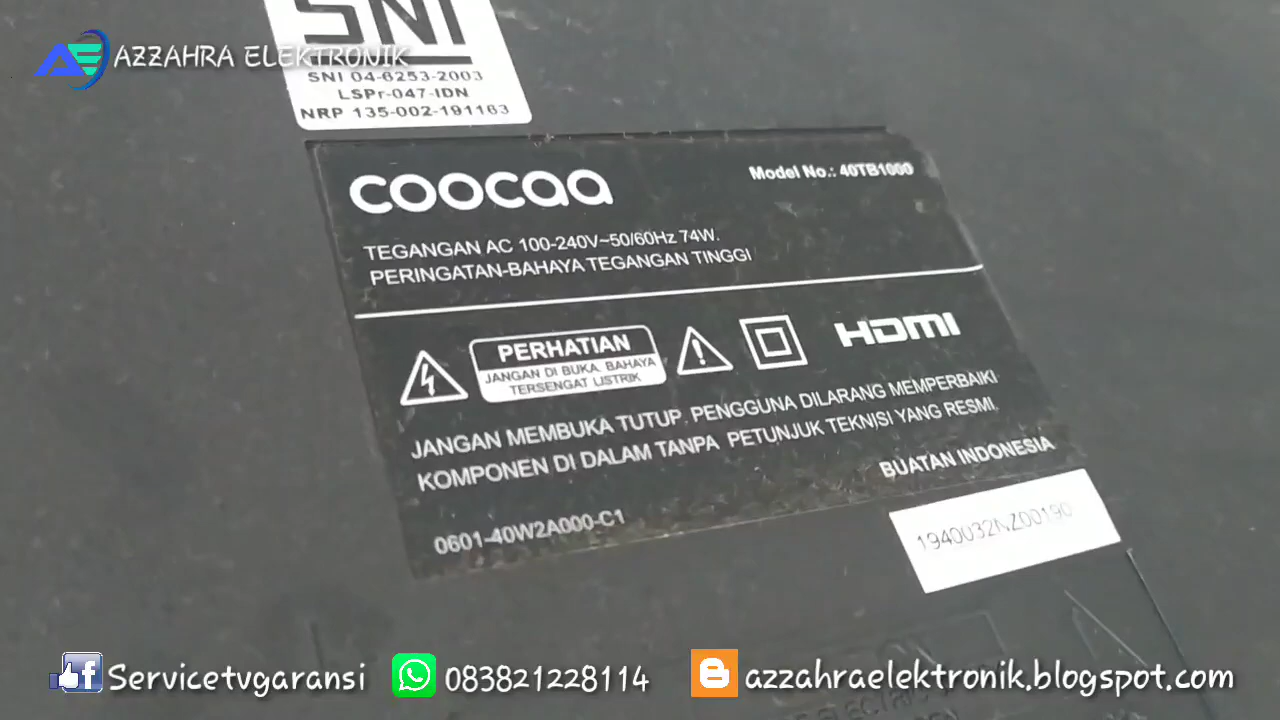 SNI
AZZAHRA ELEKTRONIK
SNI 04-6253-2003
LSPr-047-IDN
NRP 135-002-191163
coocaa
Model No.: 40TB1000
TEGANGAN AC 100-240V~50/60Hz 74W.
PERINGATAN-BAHAYA TEGANGAN TINGGI
PERHATIAN
JANGAN DI BUKA. BAHAYA
TERSENGAT LISTRIK
HDMI
JANGAN MEMBUKA TUTUP. PENGGUNA DILARANG MEMPERBAIKI
KOMPONEN DI DALAM TANPA PETUNJUK TEKNISI YANG RESMI.
BUATAN INDONESIA
0601-40W2A000-C1
Servicetvgaransi
083821228114
azzahraelektronik.blogspot.com